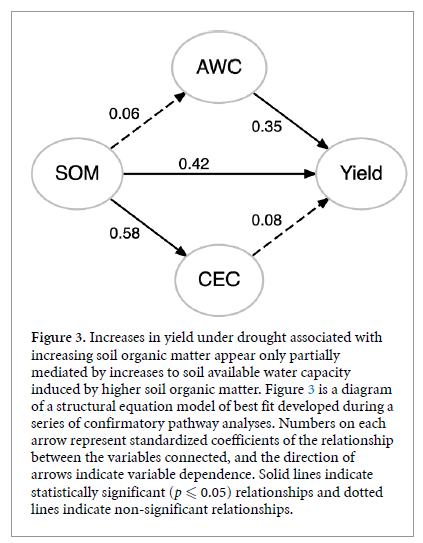 AWC
0.06
0.35
SOM
0.42
Yield
0.58
0.08
CEC
Figure 3. Increases in yield under drought associated with
increasing soil organic matter appear only partially
mediated by increases to soil available water capacity
induced by higher soil organic matter. Figure 3 is a diagram
of a structural equation model of best fit developed during a
series of confirmatory pathway analyses. Numbers on each
arrow represent standardized coefficients of the relationship
between the variables connected, and the direction of
arrows indicate variable dependence. Solid lines indicate
statistically significant (p ⩽ 0.05) relationships and dotted
lines indicate non-significant relationships.